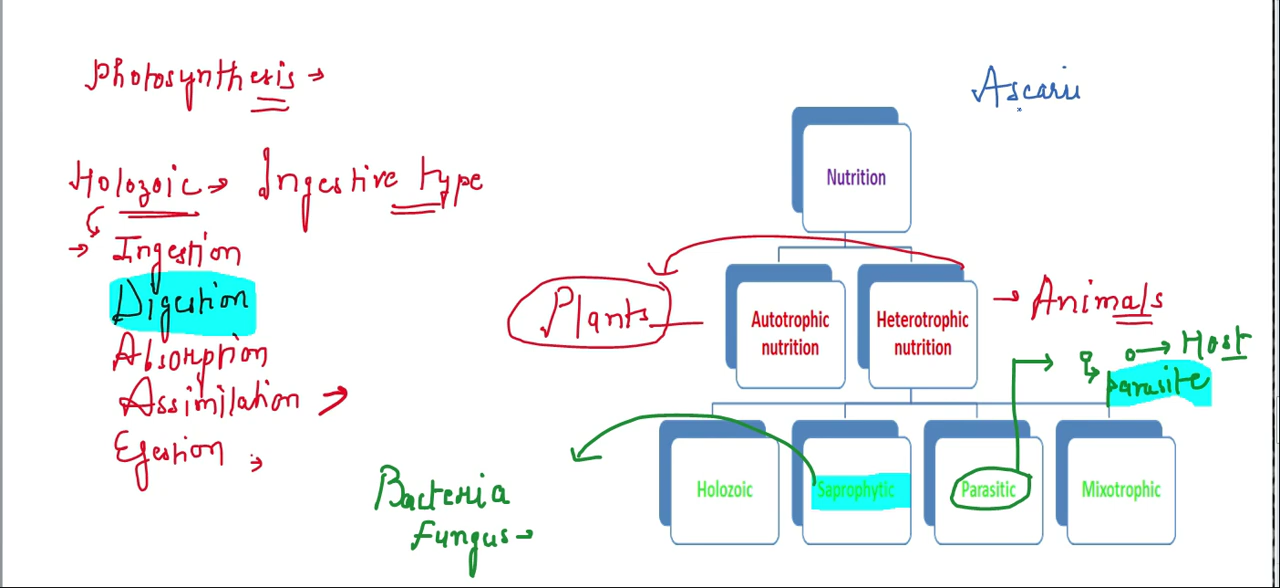 Photosynthesis →
Holozoic → Ingestive type
→ Ingestion
Digestion
Absorption
Assimilation →
Egestion →
Ascaris
Nutrition
Plants
Autotrophic
nutrition
Heterotrophic
nutrition
→ Animals
→ Host
Parasite
Holozoic
Saprophytic
Parasitic
Mixotrophic
Bacteria
Fungus →